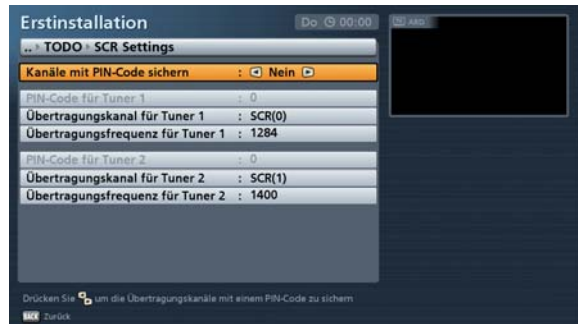 Erstinstallation
Do 00:00
ARD
.. › TODO › SCR Settings
Kanäle mit PIN-Code sichern : Nein
PIN-Code für Tuner 1 : 0
Übertragungskanal für Tuner 1 : SCR(0)
Übertragungsfrequenz für Tuner 1 : 1284
PIN-Code für Tuner 2 : 0
Übertragungskanal für Tuner 2 : SCR(1)
Übertragungsfrequenz für Tuner 2 : 1400
Drücken Sie um die Übertragungskanäle mit einem PIN-Code zu sichern
BACK Zurück